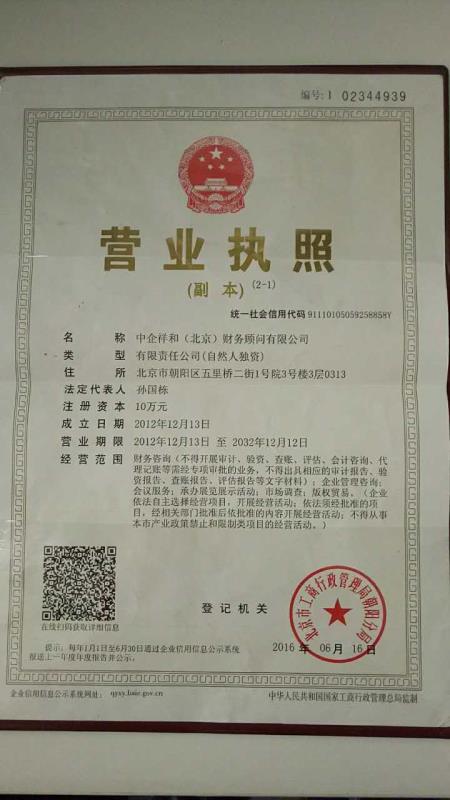 编号: 1 02344939
营业执照
(副 本) (2-1)
统一社会信用代码 91110105059258858Y
名 称 中企祥和（北京）财务顾问有限公司
类 型 有限责任公司(自然人独资)
住 所 北京市朝阳区五里桥二街1号院3号楼3层0313
法定代表人 孙国栋
注册资本 10万元
成立日期 2012年12月13日
营业期限 2012年12月13日 至 2032年12月12日
经营范围 财务咨询（不得开展审计、验资、查账、评估、会计咨询、代
理记账等需经专项审批的业务，不得出具相应的审计报告、验
资报告、查账报告、评估报告等文字材料）；企业管理咨询；
会议服务；承办展览展示活动；市场调查；版权贸易。（企业
依法自主选择经营项目，开展经营活动；依法须经批准的项
目，经相关部门批准后依批准的内容开展经营活动；不得从事
本市产业政策禁止和限制类项目的经营活动。）
在线扫码获取详细信息
登记机关
北京市工商行政管理局朝阳分局
2016 年 06月 16日
提示：每年1月1日至6月30日通过企业信用信息公示系统
报送上一年度年度报告并公示。
企业信用信息公示系统网址： qyxy.baic.gov.cn
中华人民共和国国家工商行政管理总局监制